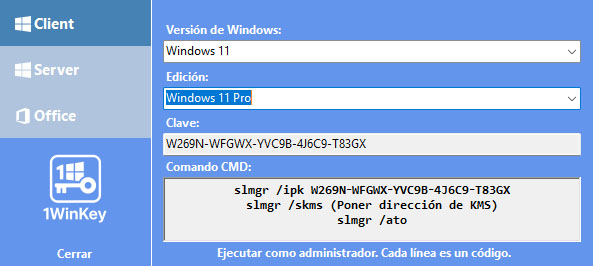 Client
Server
Office
1WinKey
Cerrar
Versión de Windows:
Windows 11
Edición:
Windows 11 Pro
Clave:
W269N-WFGWX-YVC9B-4J6C9-T83GX
Comando CMD:
slmgr /ipk W269N-WFGWX-YVC9B-4J6C9-T83GX
slmgr /skms (Poner dirección de KMS)
slmgr /ato
Ejecutar como administrador. Cada línea es un código.